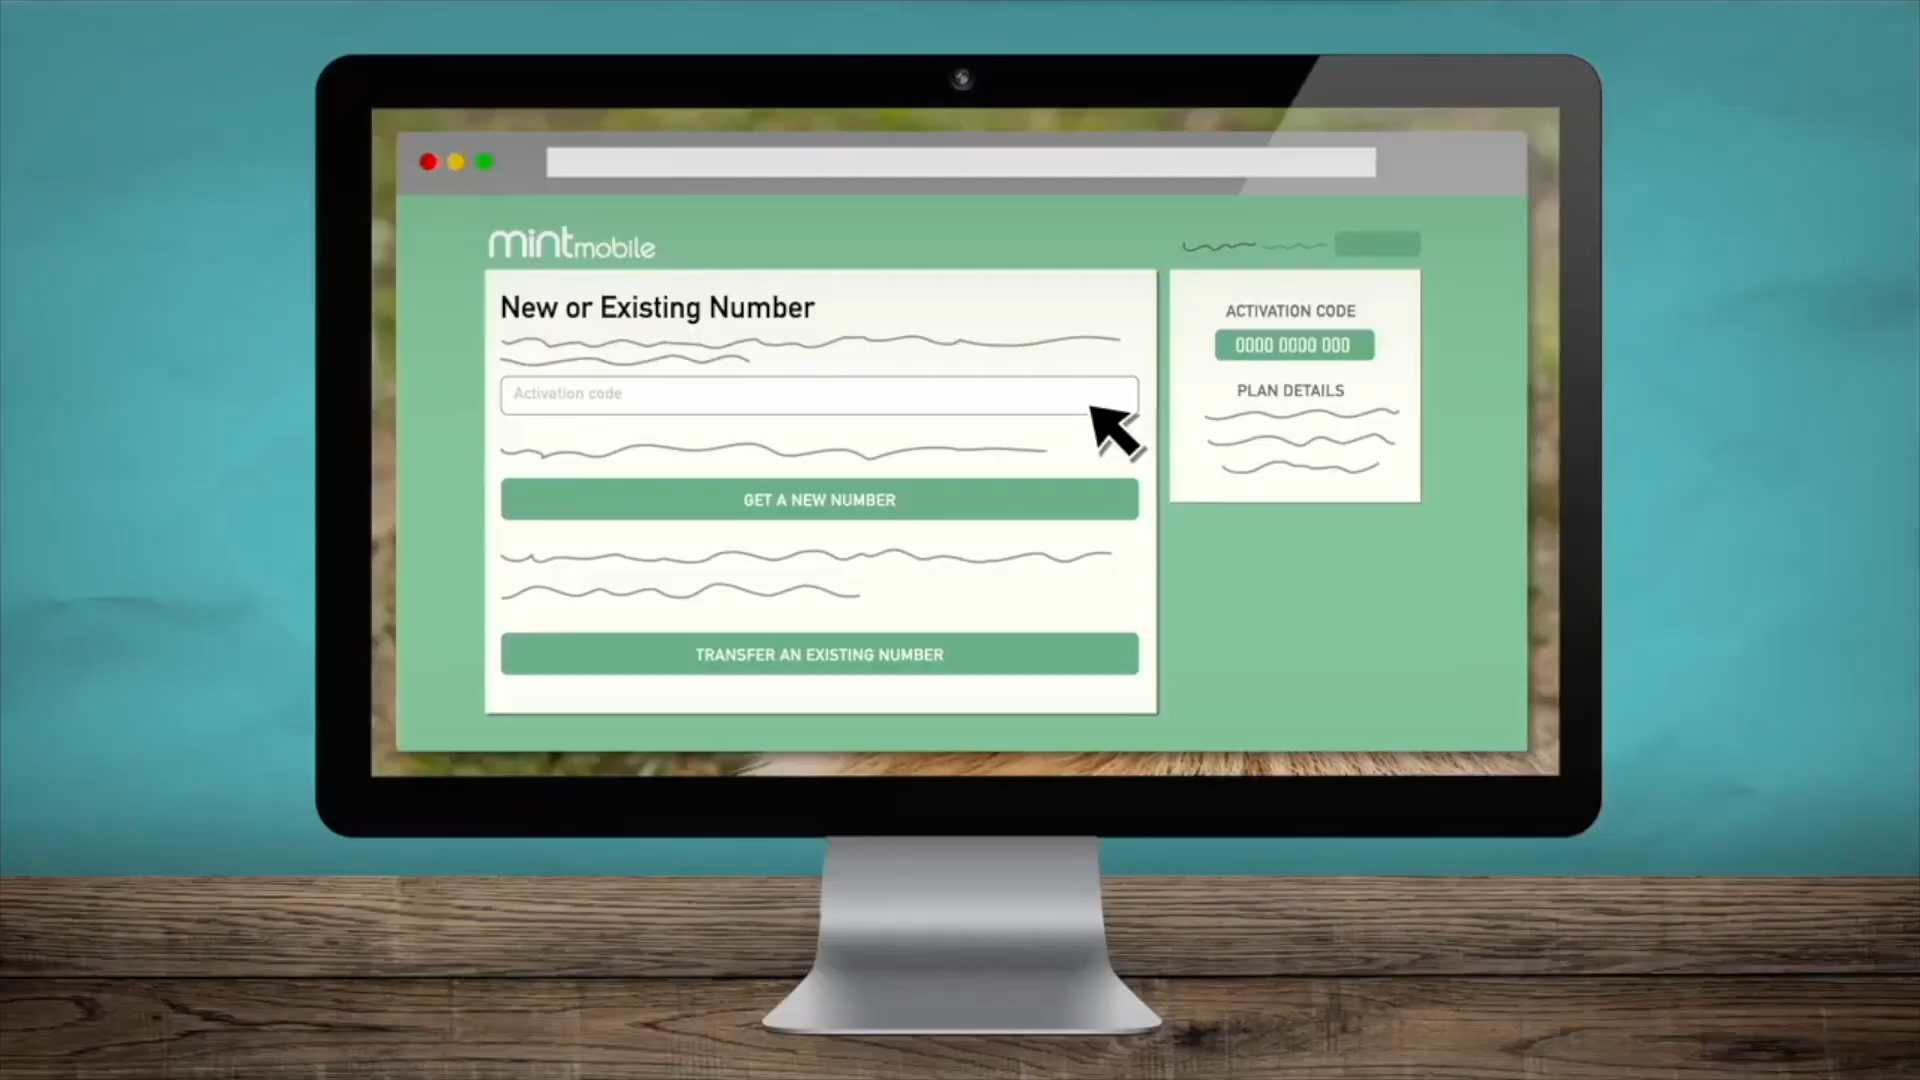 mintmobile
New or Existing Number
Activation code
GET A NEW NUMBER
TRANSFER AN EXISTING NUMBER
ACTIVATION CODE
0000 0000 000
PLAN DETAILS